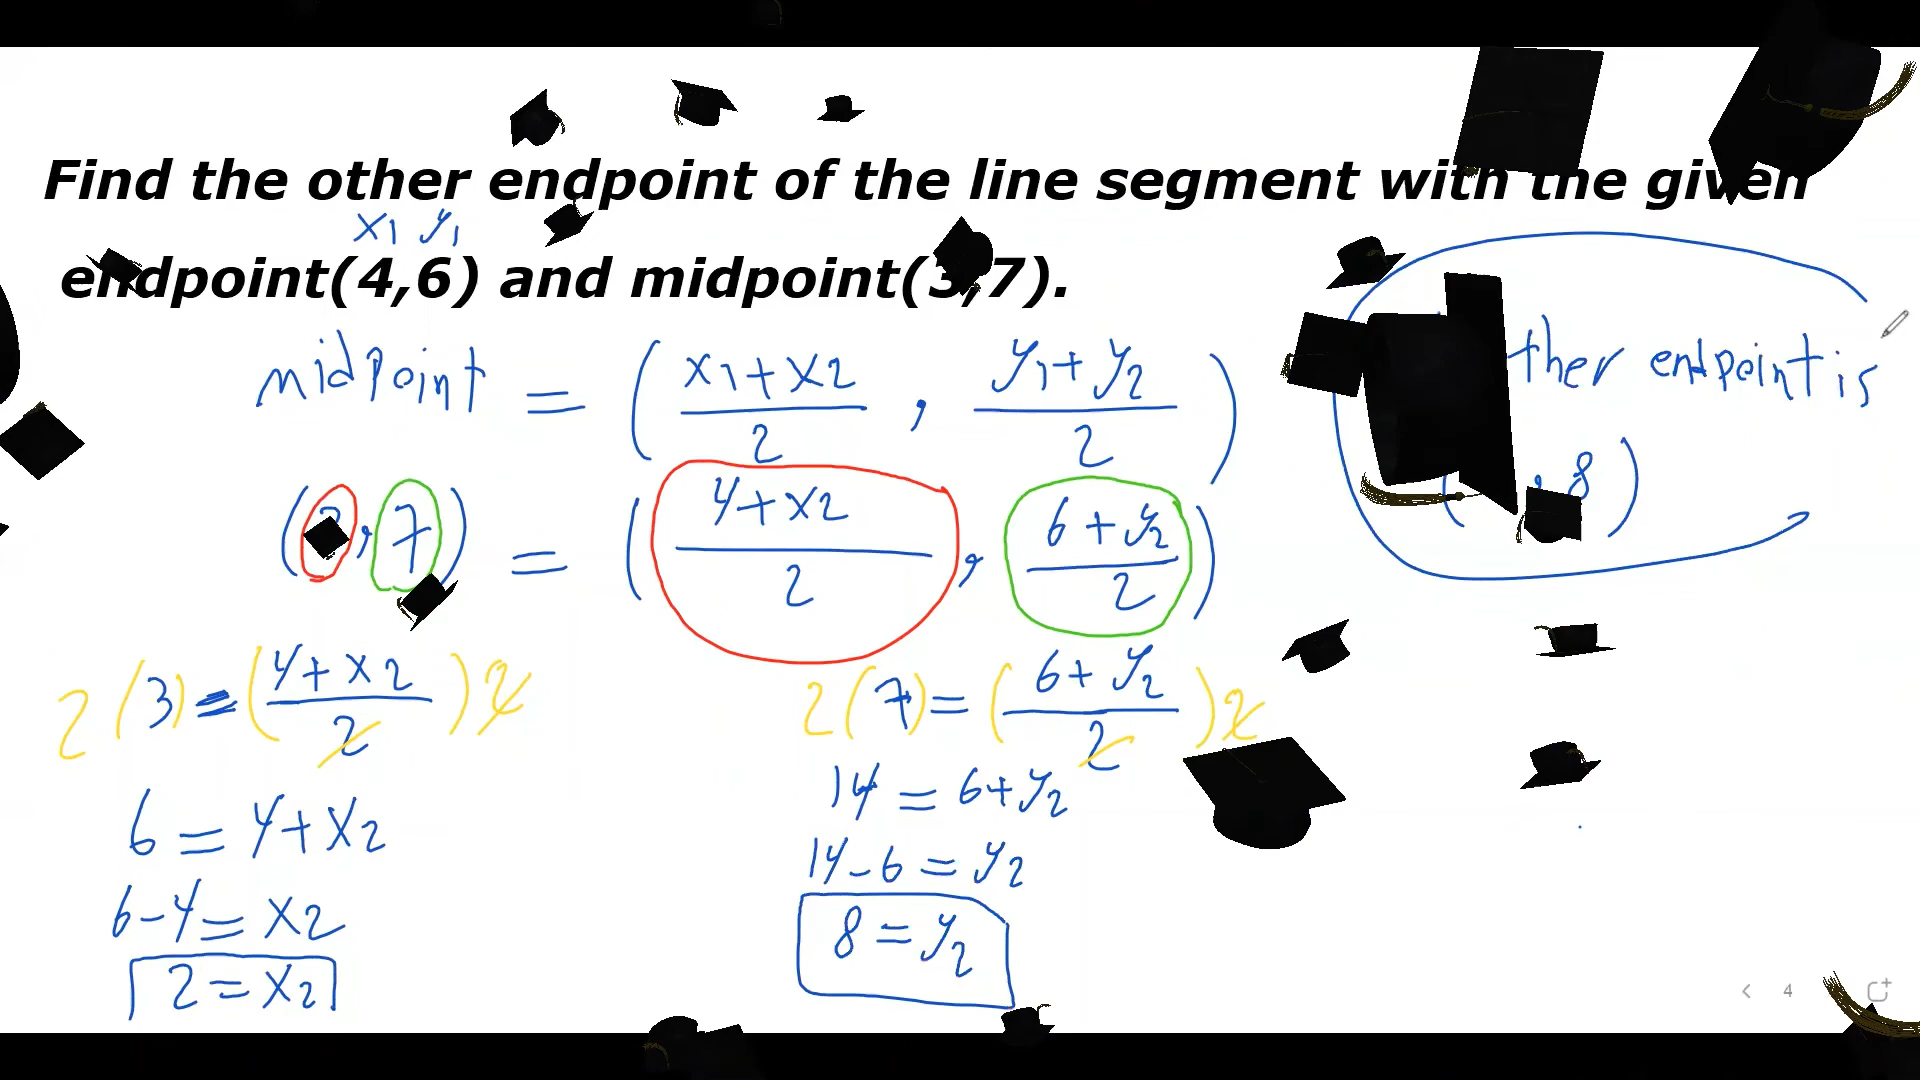 Find the other endpoint of the line segment with the given
x1 y1
endpoint(4,6) and midpoint(3,7).
midpoint = ( x1+x2 / 2 , y1+y2 / 2 )
ther endpoint is
( , 8 )
( , 7 ) = ( 4+x2 / 2 , 6+y2 / 2 )
2 (3) = ( 4+x2 / 2 ) 2
2 (7) = ( 6+y2 / 2 ) 2
6 = 4+x2
14 = 6+y2
6-4 = x2
14-6 = y2
2 = x2
8 = y2
4